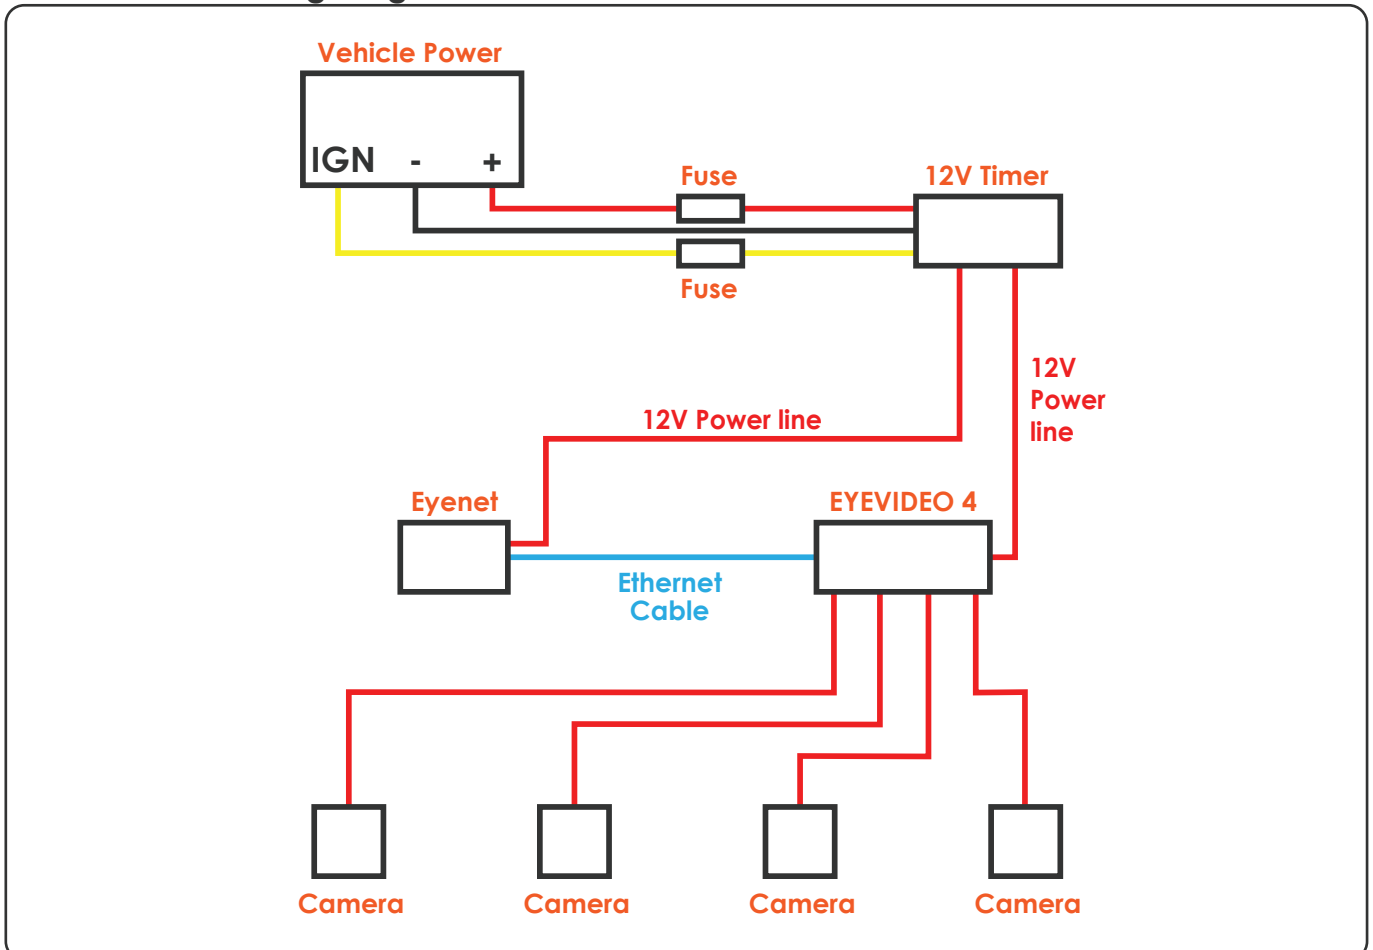 Vehicle Power
IGN - +
Fuse
12V Timer
Fuse
12V
Power
line
12V Power line
Eyenet
EYEVIDEO 4
Ethernet
Cable
Camera
Camera
Camera
Camera